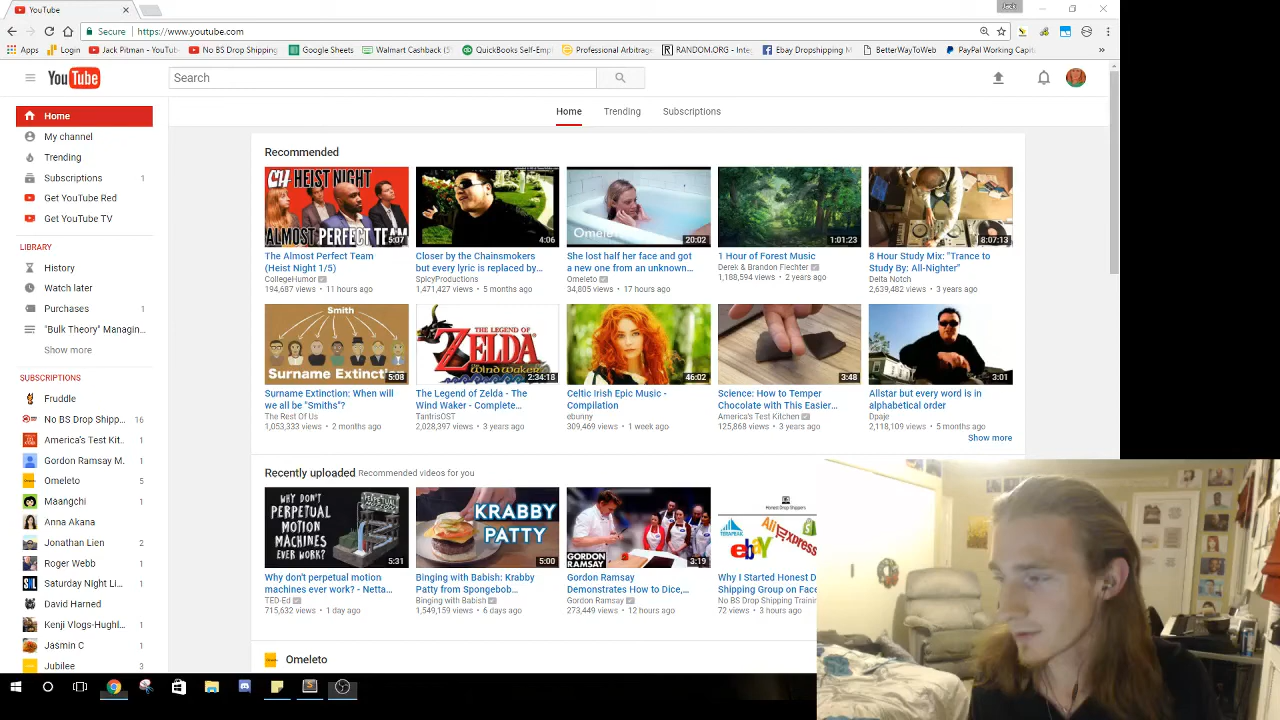 YouTube
Jack
Secure
https://www.youtube.com
Apps
Login
Jack Pitman - YouTub
No BS Drop Shipping
Google Sheets
Walmart Cashback ($
QuickBooks Self-Emp
Professional Arbitrage
RANDOM.ORG - Integ
Ebay Dropshipping M
BetterWayToWeb
PayPal Working Capit
YouTube
Search
Home
Trending
Subscriptions
Home
My channel
Trending
Subscriptions 1
Get YouTube Red
Get YouTube TV
LIBRARY
History
Watch later
Purchases 1
"Bulk Theory" Managin...
Show more
SUBSCRIPTIONS
Fruddle
No BS Dropp Shipp... 16
America's Test Kit... 1
Gordon Ramsay M. 1
Omeleto 5
Maangchi 1
Anna Akana
Jonathan Lien 2
Roger Webb
Saturday Night Li... 1
David Harned
Kenji Vlogs-Hughl... 1
Jasmin C 1
Jubilee 3
Recommended
CH HEIST NIGHT
ALMOST PERFECT TEAM
5:07
The Almost Perfect Team
(Heist Night 1/5)
CollegeHumor
194,687 views • 11 hours ago
4:06
Closer by the Chainsmokers
but every lyric is replaced by...
SpicyProductions
1,471,427 views • 5 months ago
Omeleto
20:02
She lost half her face and got
a new one from an unknown...
Omeleto
34,805 views • 17 hours ago
1:01:23
1 Hour of Forest Music
Derek & Brandon Fiechter
1,188,594 views • 2 years ago
8:07:13
8 Hour Study Mix: "Trance to
Study By: All-Nighter"
Delta Notch
2,639,482 views • 3 years ago
Smith
Surname Extinction
5:08
Surname Extinction: When will
we all be "Smiths"?
The Rest Of Us
1,053,333 views • 2 months ago
THE LEGEND OF
ZELDA
2:34:18
The Legend of Zelda - The
Wind Waker - Complete...
TantrisOST
2,028,397 views • 3 years ago
46:02
Celtic Irish Epic Music -
Compilation
ebunny
309,469 views • 1 week ago
3:48
Science: How to Temper
Chocolate with This Easier...
America's Test Kitchen
125,868 views • 3 years ago
3:01
Allstar but every word is in
alphabetical order
Dpaje
2,118,109 views • 5 months ago
Show more
Recently uploaded Recommended videos for you
WHY DON'T
PERPETUAL
MOTION
MACHINES
EVER WORK?
5:31
Why don't perpetual motion
machines ever work? - Netta...
TED-Ed
715,632 views • 1 day ago
KRABBY
PATTY
5:00
Binging with Babish: Krabby
Patty from Spongebob...
Binging with Babish
1,549,159 views • 6 days ago
GORDON
RAMSAY
3:19
Gordon Ramsay
Demonstrates How to Dice,...
Gordon Ramsay
273,449 views • 12 hours ago
Honest Drop Shippers
TERAPEAK
ebay
AliExpress
Why I Started Honest D
Shipping Group on Face
No BS Drop Shipping Trainin
72 views • 3 hours ago
Omeleto